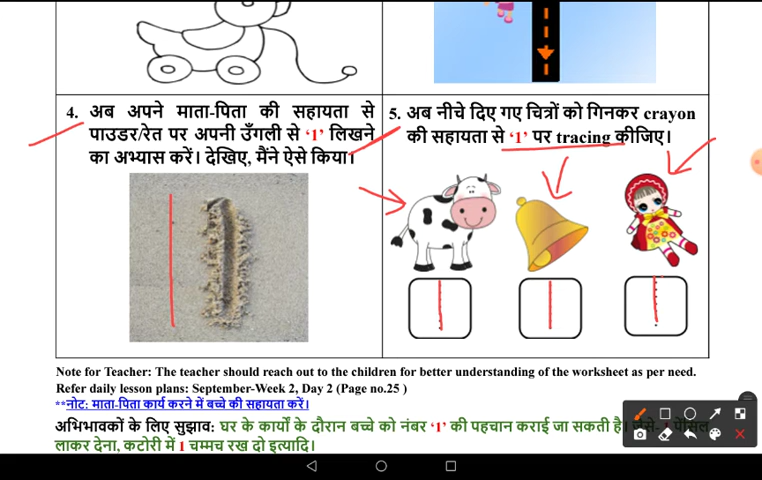 4. अब अपने माता-पिता की सहायता से
पाउडर/रेत पर अपनी उँगली से ‘1’ लिखने
का अभ्यास करें। देखिए, मैंने ऐसे किया।
5. अब नीचे दिए गए चित्रों को गिनकर crayon
की सहायता से ‘1’ पर tracing कीजिए।
Note for Teacher: The teacher should reach out to the children for better understanding of the worksheet as per need.
Refer daily lesson plans: September-Week 2, Day 2 (Page no.25 )
**नोट: माता-पिता कार्य करने में बच्चे की सहायता करें।
अभिभावकों के लिए सुझाव: घर के कार्यों के दौरान बच्चे को नंबर ‘1’ की पहचान कराई जा सकती है। जैसे- 1 पेंसिल
लाकर देना, कटोरी में 1 चम्मच रख दो इत्यादि।